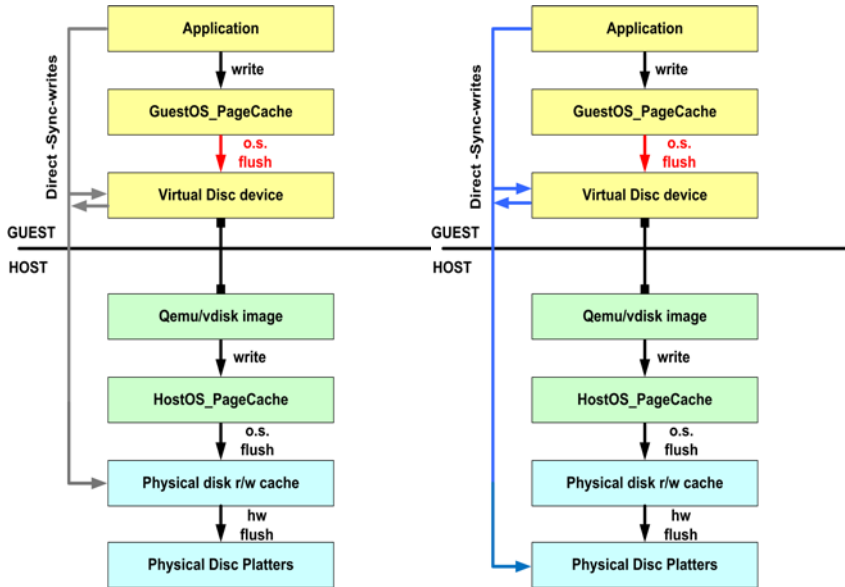 Application
write
Direct -Sync-writes
GuestOS_PageCache
o.s.
flush
Virtual Disc device
GUEST
HOST
Qemu/vdisk image
write
HostOS_PageCache
o.s.
flush
Physical disk r/w cache
hw
flush
Physical Disc Platters
Application
write
Direct -Sync-writes
GuestOS_PageCache
o.s.
flush
Virtual Disc device
GUEST
HOST
Qemu/vdisk image
write
HostOS_PageCache
o.s.
flush
Physical disk r/w cache
hw
flush
Physical Disc Platters